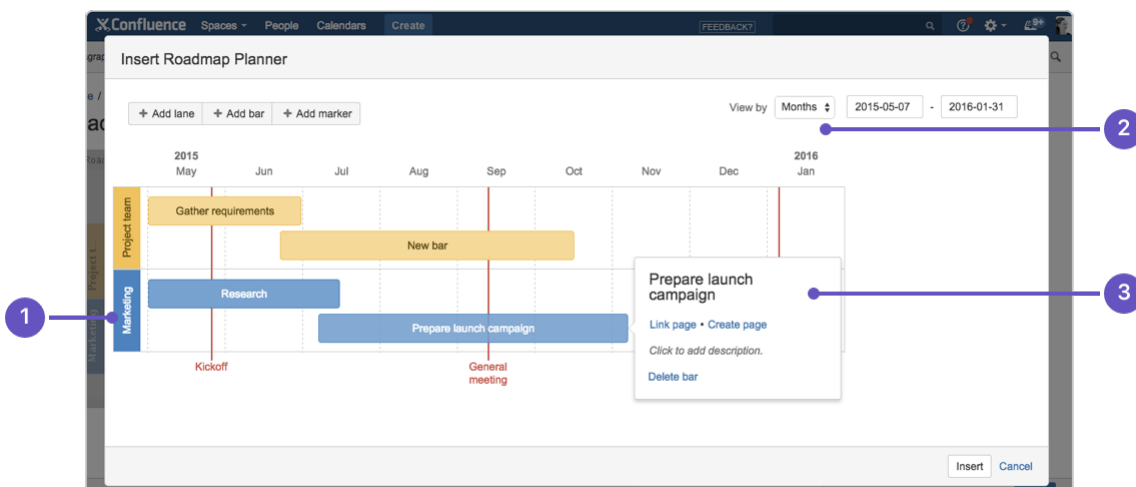 Confluence Spaces People Calendars Create FEEDBACK? 9+
Insert Roadmap Planner
+ Add lane + Add bar + Add marker
View by Months 2015-05-07 - 2016-01-31
2
2015 2016
May Jun Jul Aug Sep Oct Nov Dec Jan
Project team
Gather requirements
New bar
Marketing
Research
Prepare launch campaign
1
Kickoff
General
meeting
Prepare launch
campaign
3
Link page • Create page
Click to add description.
Delete bar
Insert Cancel